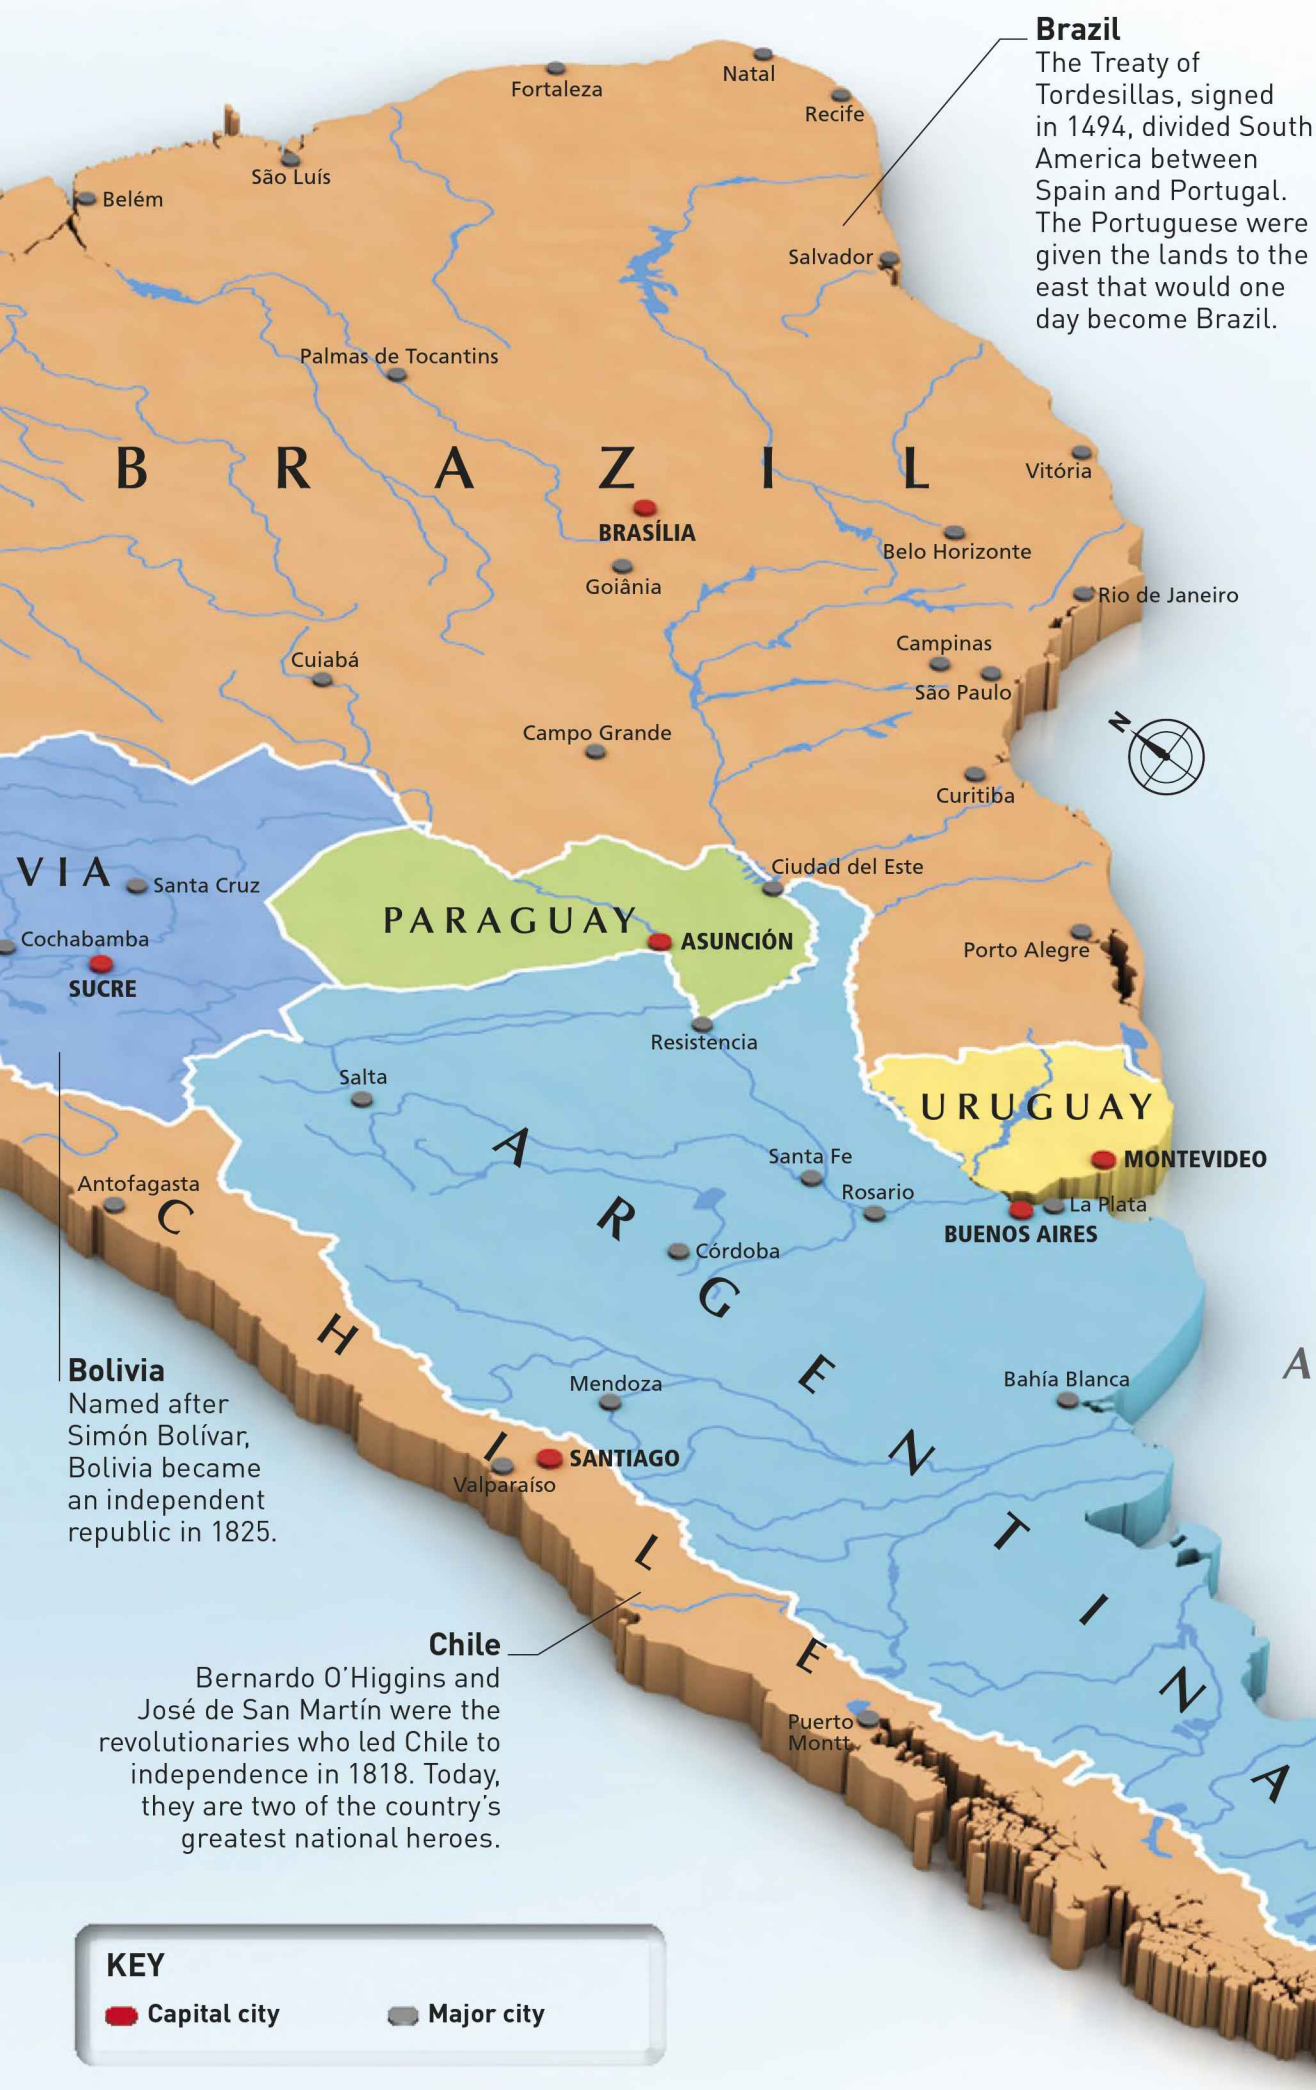 Brazil
The Treaty of
Tordesillas, signed
in 1494, divided South
America between
Spain and Portugal.
The Portuguese were
given the lands to the
east that would one
day become Brazil.
Fortaleza
Natal
Recife
São Luís
Belém
Salvador
Palmas de Tocantins
BRAZIL
Vitória
BRASÍLIA
Belo Horizonte
Goiânia
Rio de Janeiro
Campinas
Cuiabá
São Paulo
N
Campo Grande
Curitiba
VIA
Santa Cruz
Ciudad del Este
PARAGUAY
ASUNCIÓN
Cochabamba
SUCRE
Porto Alegre
Resistencia
Salta
URUGUAY
Santa Fe
MONTEVIDEO
Antofagasta
Rosario
La Plata
BUENOS AIRES
Córdoba
ARGENTINA
CHILE
A
Bolivia
Named after
Simón Bolívar,
Bolivia became
an independent
republic in 1825.
Mendoza
Bahía Blanca
SANTIAGO
Valparaíso
Chile
Bernardo O’Higgins and
José de San Martín were the
revolutionaries who led Chile to
independence in 1818. Today,
they are two of the country’s
greatest national heroes.
Puerto
Montt
KEY
Capital city
Major city